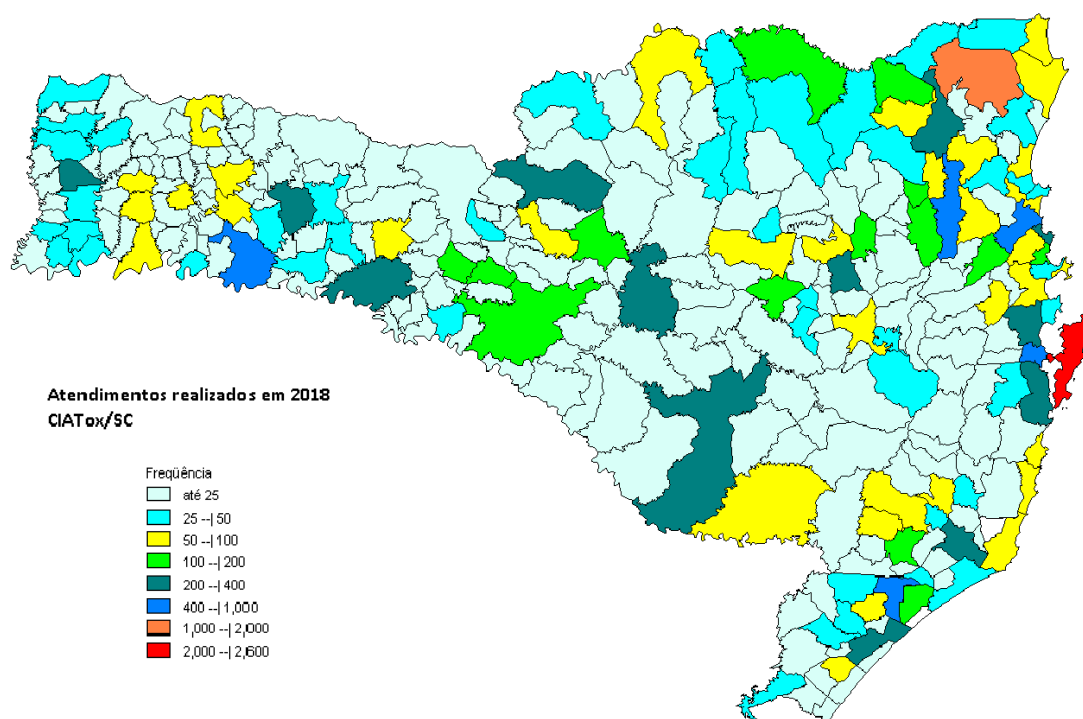 Atendimentos realizados em 2018
CIATox/SC
Freqüência
até 25
25 --| 50
50 --| 100
100 --| 200
200 --| 400
400 --| 1,000
1,000 --| 2,000
2,000 --| 2,600